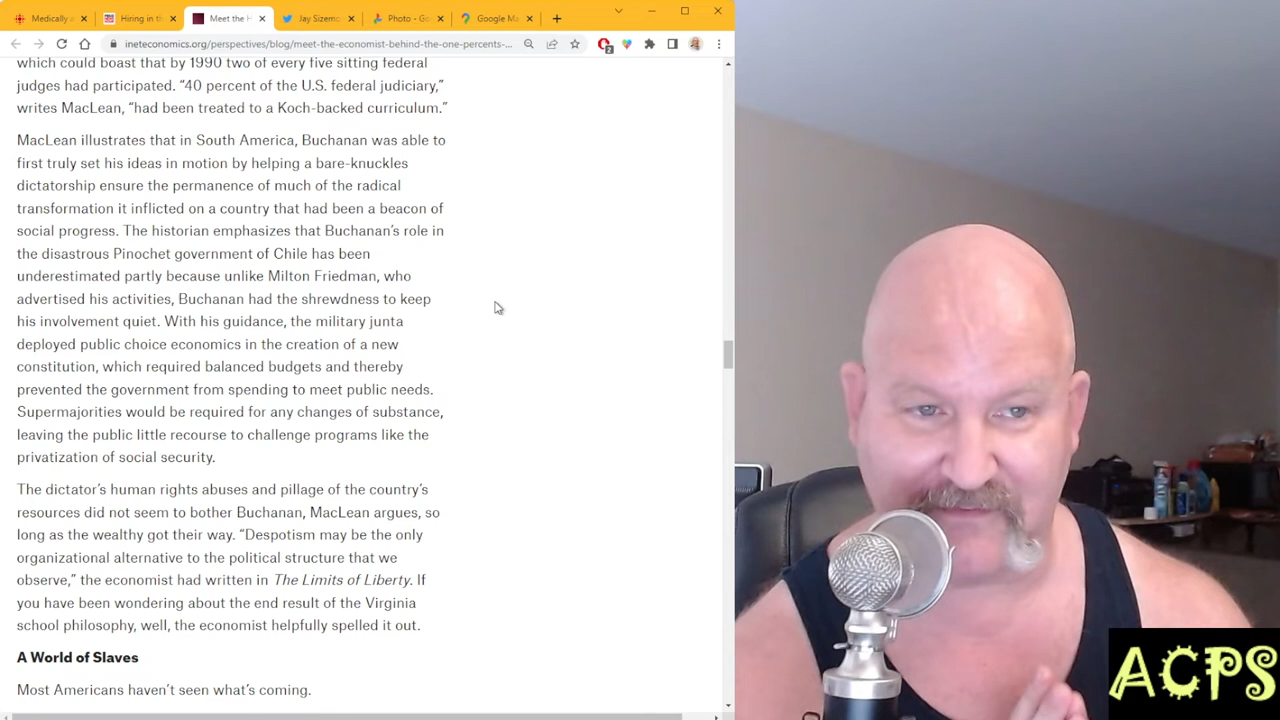 Medically a
Hiring in th
Meet the H
Jay Sizemo
Photo - Go
Google Ma
ineteconomics.org/perspectives/blog/meet-the-economist-behind-the-one-percents-...
2
which could boast that by 1990 two of every five sitting federal
judges had participated. “40 percent of the U.S. federal judiciary,”
writes MacLean, “had been treated to a Koch-backed curriculum.”
MacLean illustrates that in South America, Buchanan was able to
first truly set his ideas in motion by helping a bare-knuckles
dictatorship ensure the permanence of much of the radical
transformation it inflicted on a country that had been a beacon of
social progress. The historian emphasizes that Buchanan’s role in
the disastrous Pinochet government of Chile has been
underestimated partly because unlike Milton Friedman, who
advertised his activities, Buchanan had the shrewdness to keep
his involvement quiet. With his guidance, the military junta
deployed public choice economics in the creation of a new
constitution, which required balanced budgets and thereby
prevented the government from spending to meet public needs.
Supermajorities would be required for any changes of substance,
leaving the public little recourse to challenge programs like the
privatization of social security.
The dictator’s human rights abuses and pillage of the country’s
resources did not seem to bother Buchanan, MacLean argues, so
long as the wealthy got their way. “Despotism may be the only
organizational alternative to the political structure that we
observe,” the economist had written in The Limits of Liberty. If
you have been wondering about the end result of the Virginia
school philosophy, well, the economist helpfully spelled it out.
A World of Slaves
Most Americans haven’t seen what’s coming.
ACPS